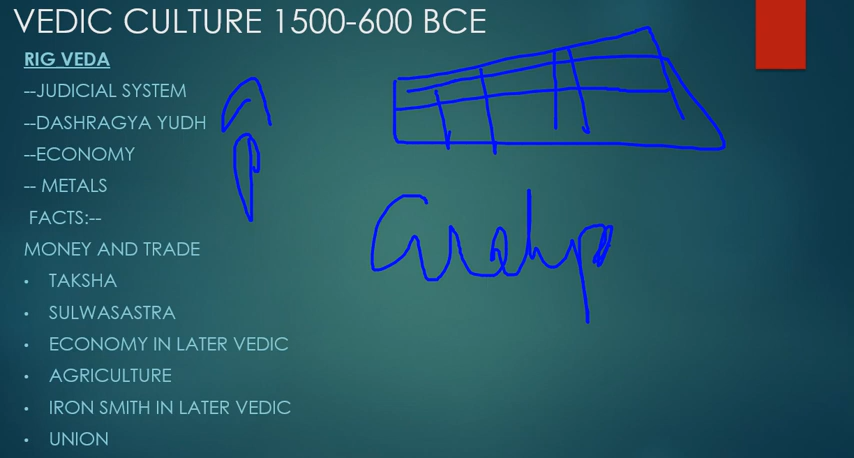 VEDIC CULTURE 1500-600 BCE
RIG VEDA
--JUDICIAL SYSTEM
--DASHRAGYA YUDH
--ECONOMY
-- METALS
FACTS:--
MONEY AND TRADE
• TAKSHA
• SULWASASTRA
• ECONOMY IN LATER VEDIC
• AGRICULTURE
• IRON SMITH IN LATER VEDIC
• UNION